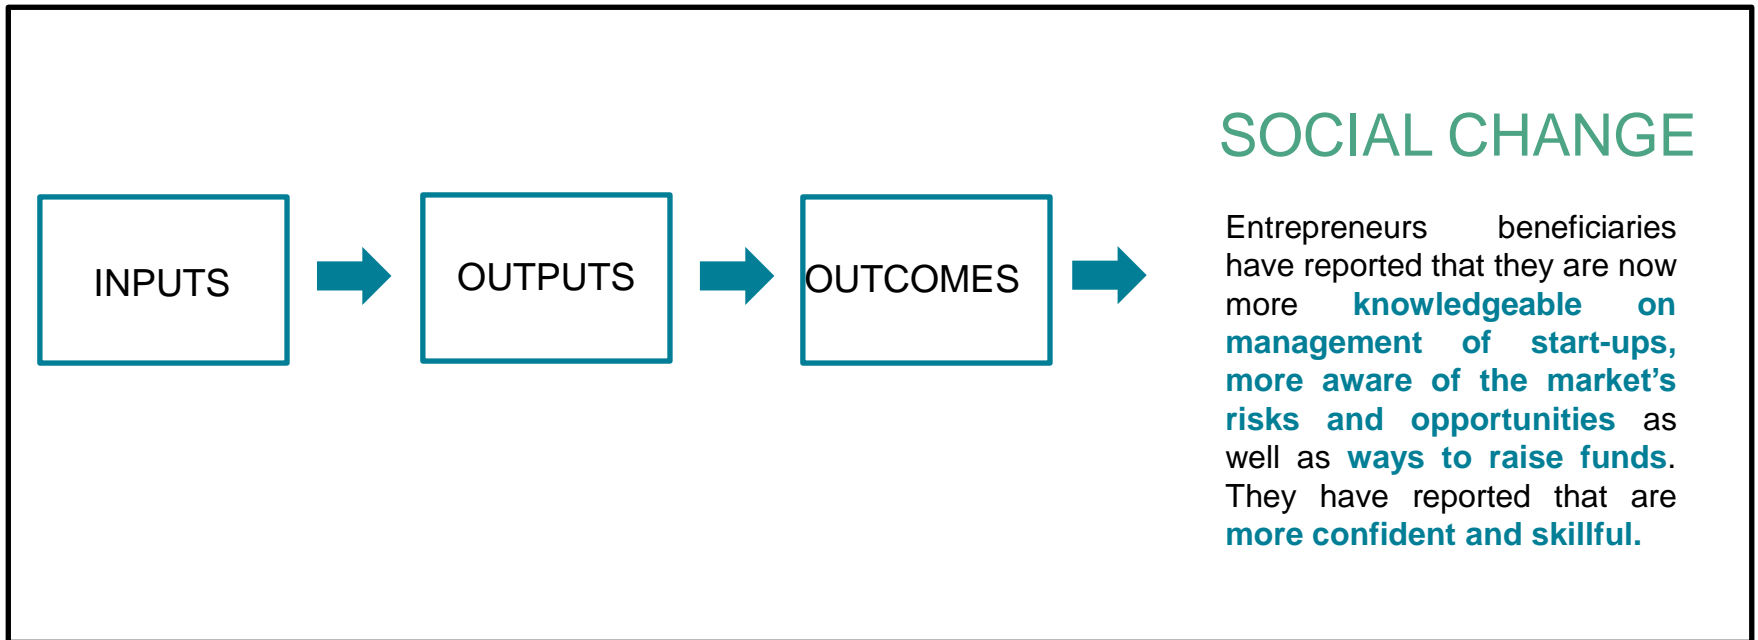 INPUTS
OUTPUTS
OUTCOMES
SOCIAL CHANGE
Entrepreneurs beneficiaries
have reported that they are now
more knowledgeable on
management of start-ups,
more aware of the market’s
risks and opportunities as
well as ways to raise funds.
They have reported that are
more confident and skillful.